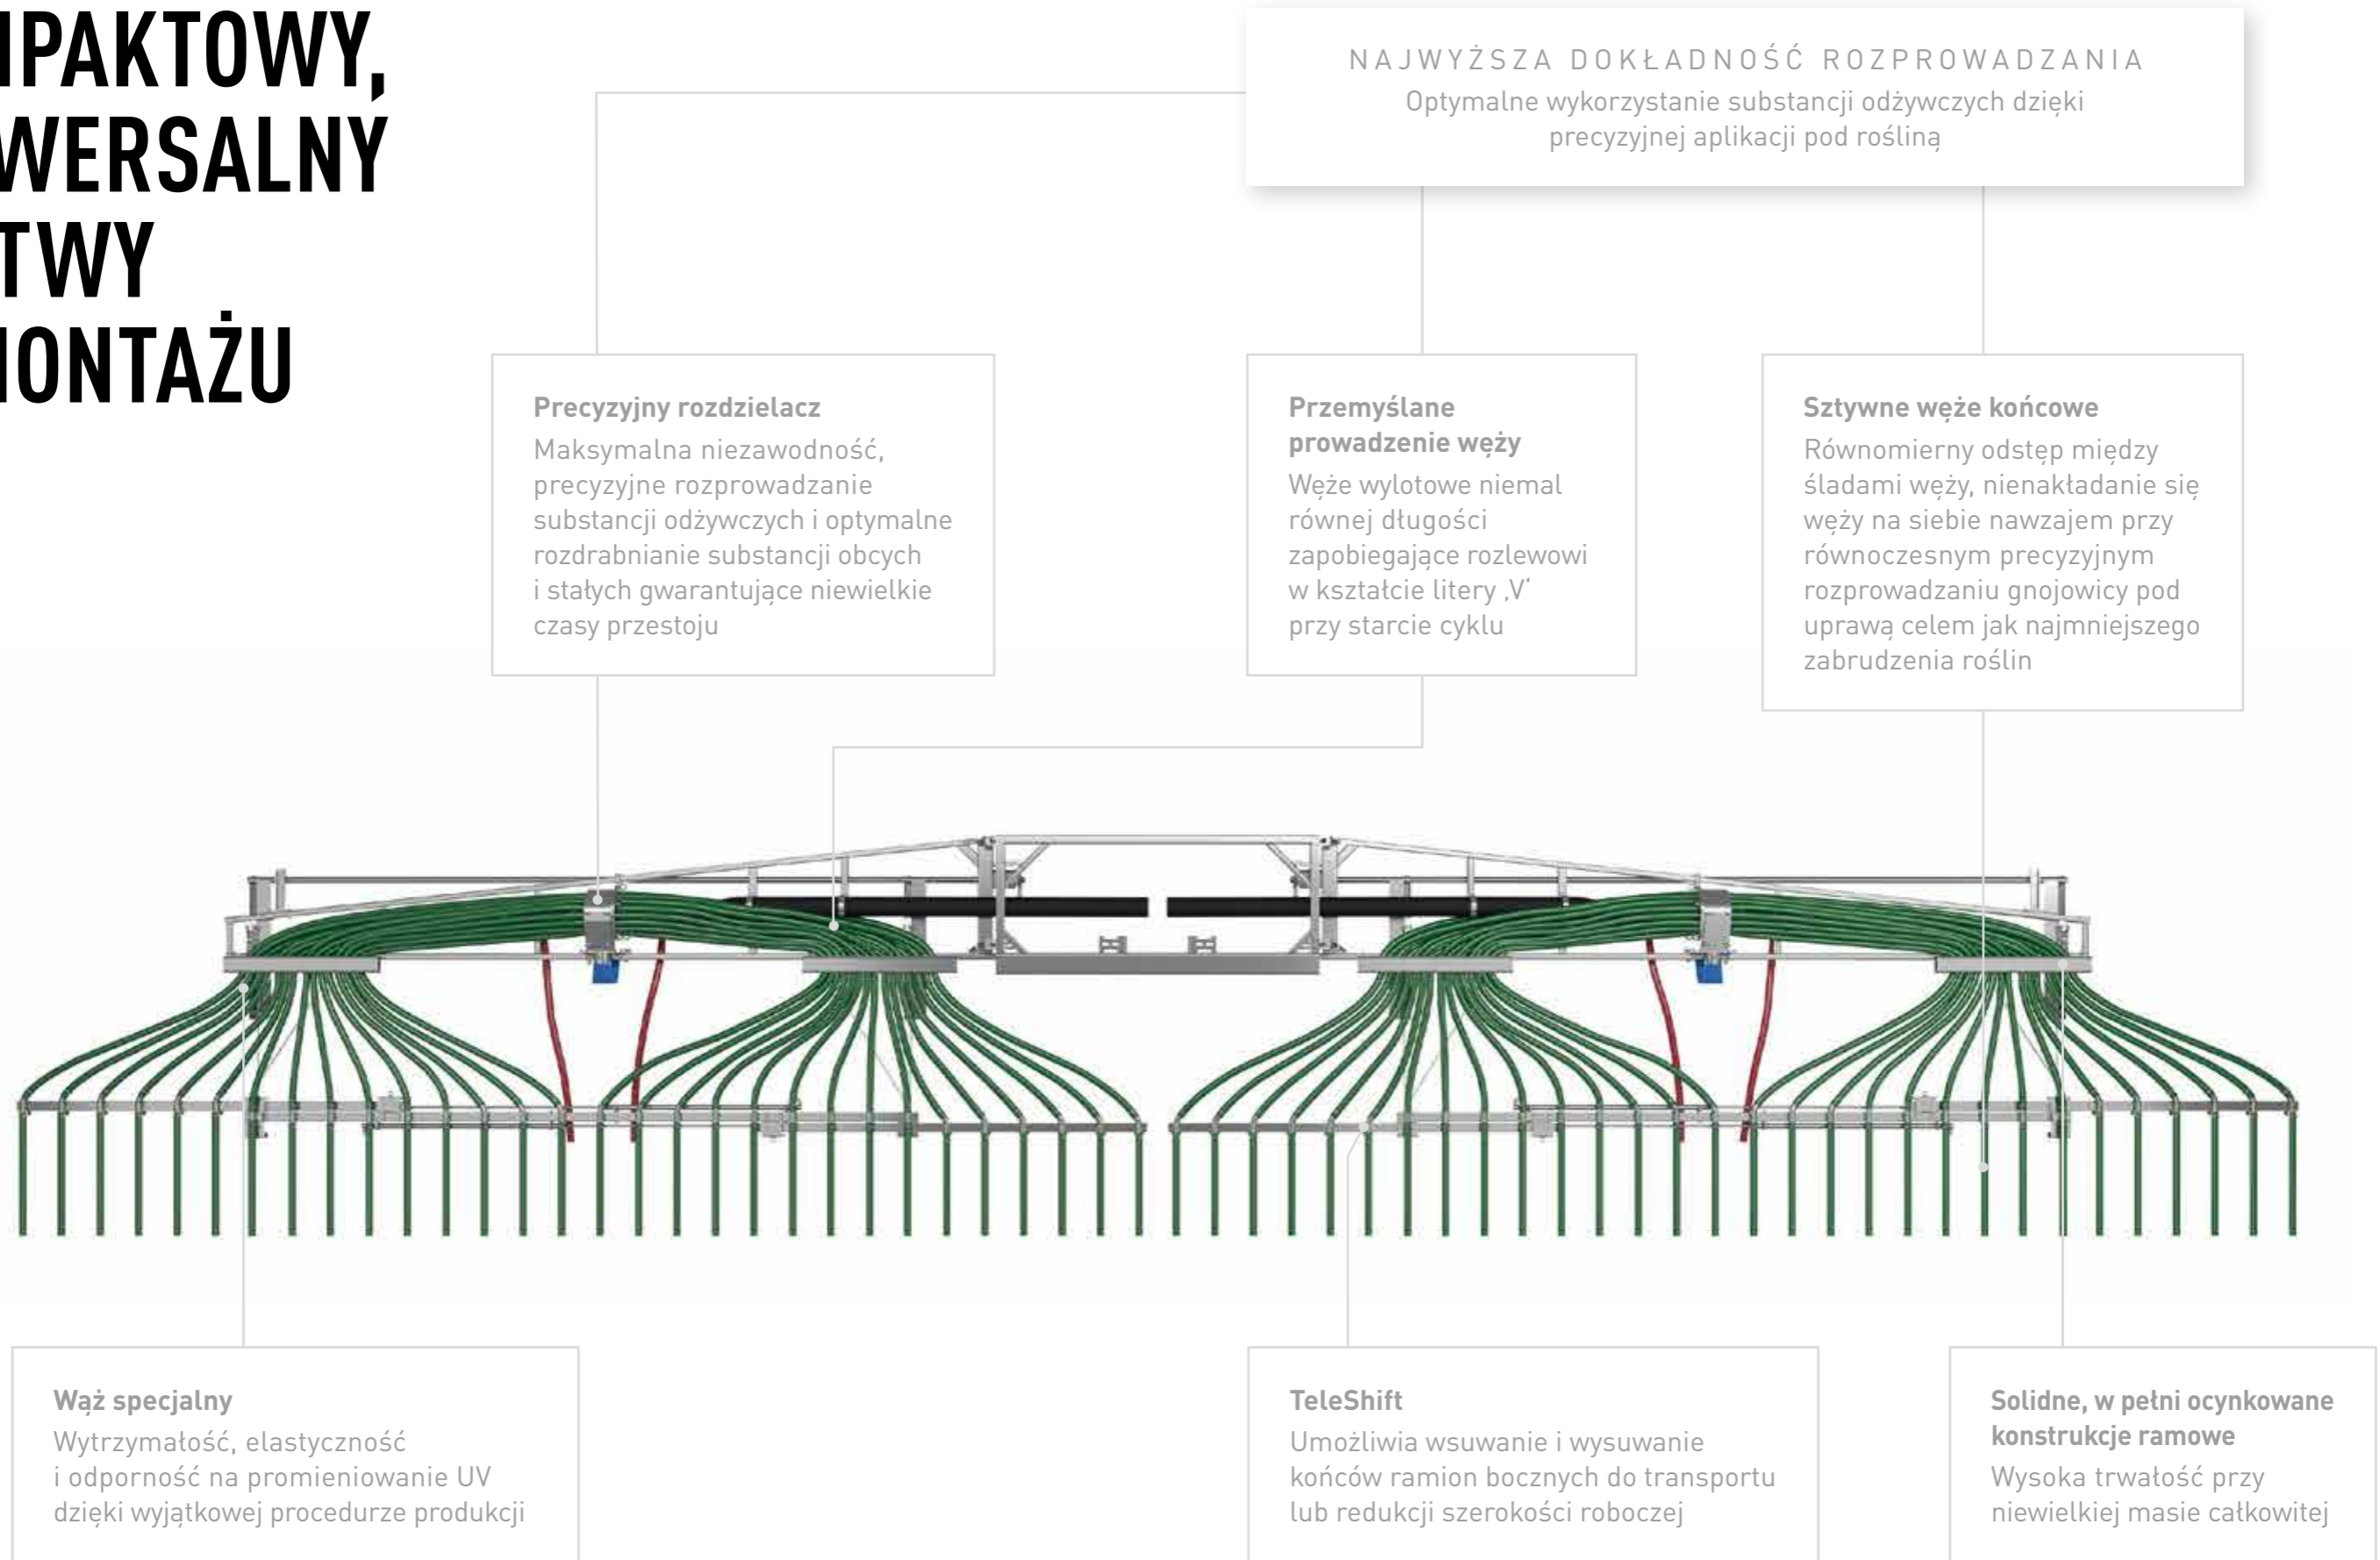 MPAKTOWY,
WERSALNY
TWY
MONTAŻU
NAJWYŻSZA DOKŁADNOŚĆ ROZPROWADZANIA
Optymalne wykorzystanie substancji odżywczych dzięki
precyzyjnej aplikacji pod rośliną
Precyzyjny rozdzielacz
Maksymalna niezawodność,
precyzyjne rozprowadzanie
substancji odżywczych i optymalne
rozdrabnianie substancji obcych
i stałych gwarantujące niewielkie
czasy przestoju
Przemyślane
prowadzenie węży
Węże wylotowe niemal
równej długości
zapobiegające rozlewowi
w kształcie litery ‚V‘
przy starcie cyklu
Sztywne węże końcowe
Równomierny odstęp między
śladami węży, nienakładanie się
węży na siebie nawzajem przy
równoczesnym precyzyjnym
rozprowadzaniu gnojowicy pod
uprawą celem jak najmniejszego
zabrudzenia roślin
Wąż specjalny
Wytrzymałość, elastyczność
i odporność na promieniowanie UV
dzięki wyjątkowej procedurze produkcji
TeleShift
Umożliwia wsuwanie i wysuwanie
końców ramion bocznych do transportu
lub redukcji szerokości roboczej
Solidne, w pełni ocynkowane
konstrukcje ramowe
Wysoka trwałość przy
niewielkiej masie całkowitej